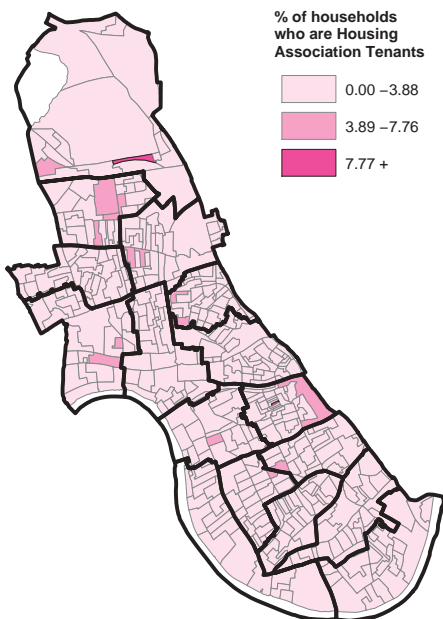 % of households
who are Housing
Association Tenants
0.00 –3.88
3.89 –7.76
7.77 +